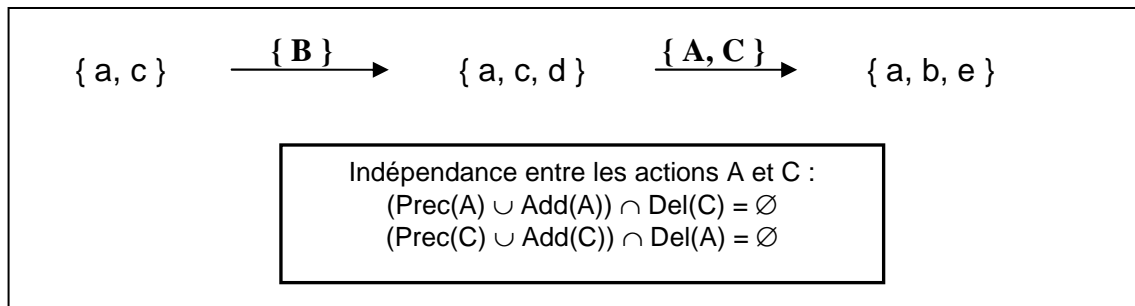 { B } { A, C }
{ a, c } { a, c, d } { a, b, e }
Indépendance entre les actions A et C :
(Prec(A) ∪ Add(A)) ∩ Del(C) = ∅
(Prec(C) ∪ Add(C)) ∩ Del(A) = ∅